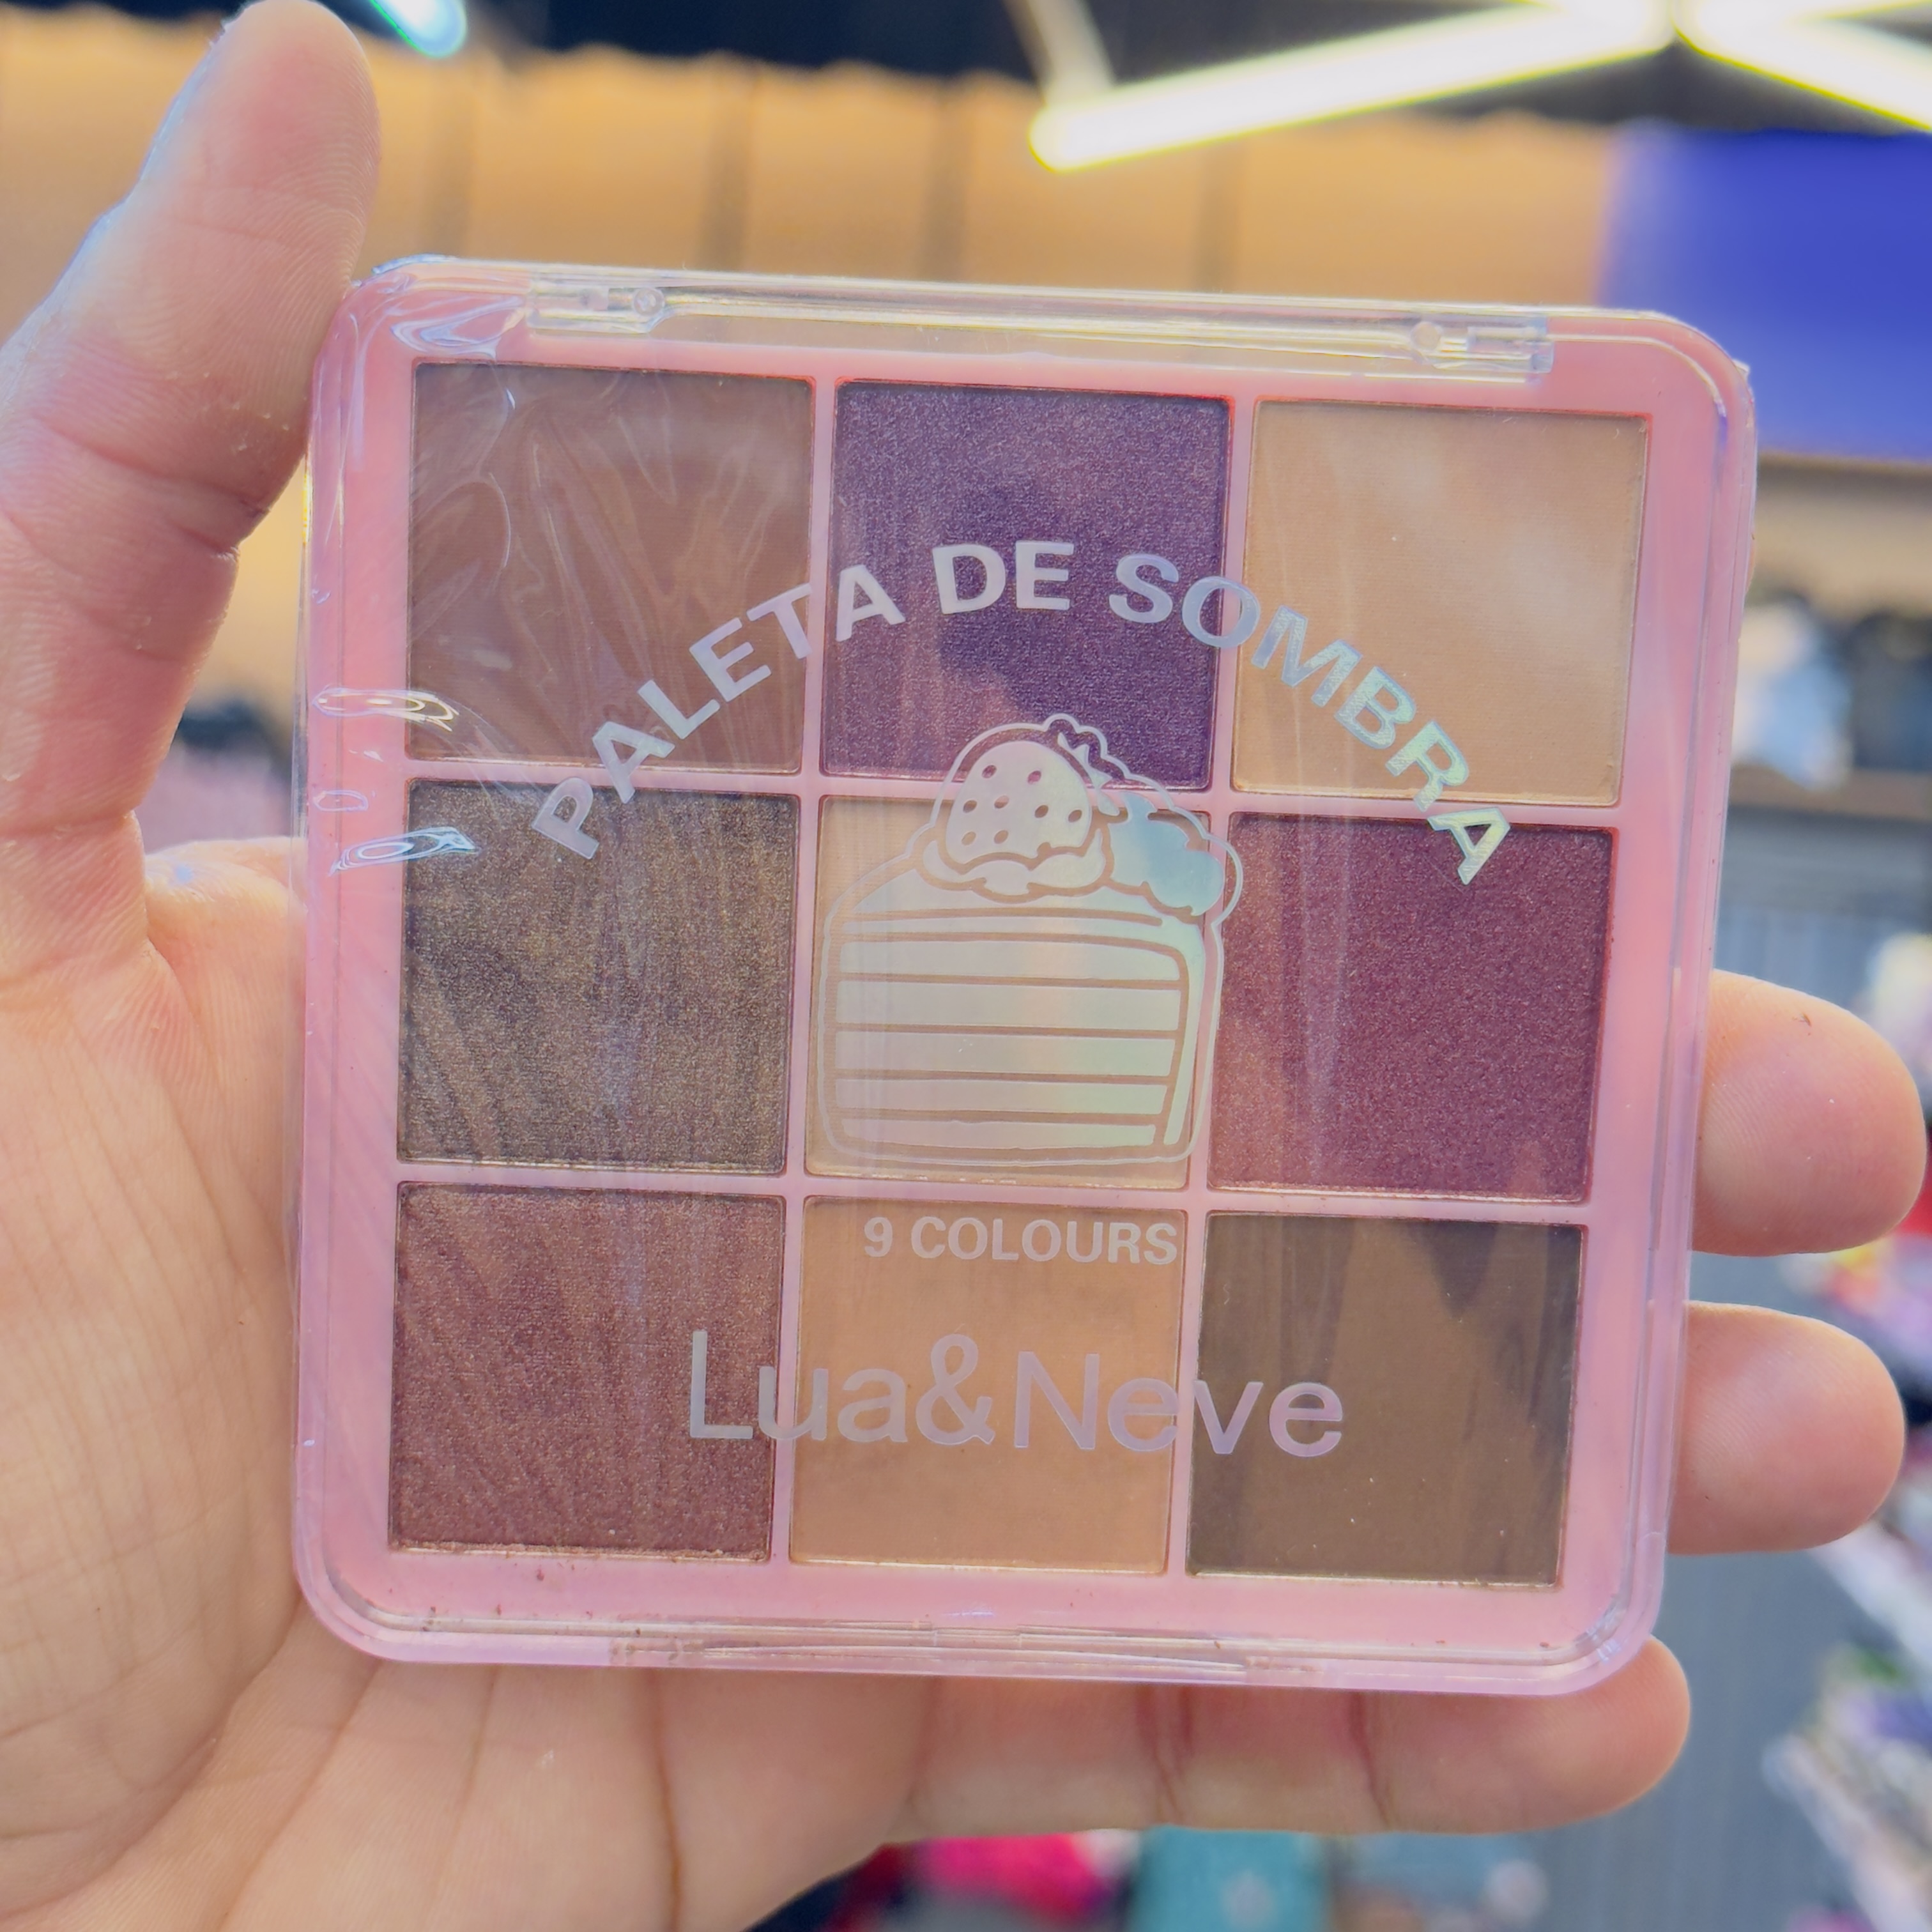 PALETA DE SOMBRA
9 COLOURS
Lua&Neve